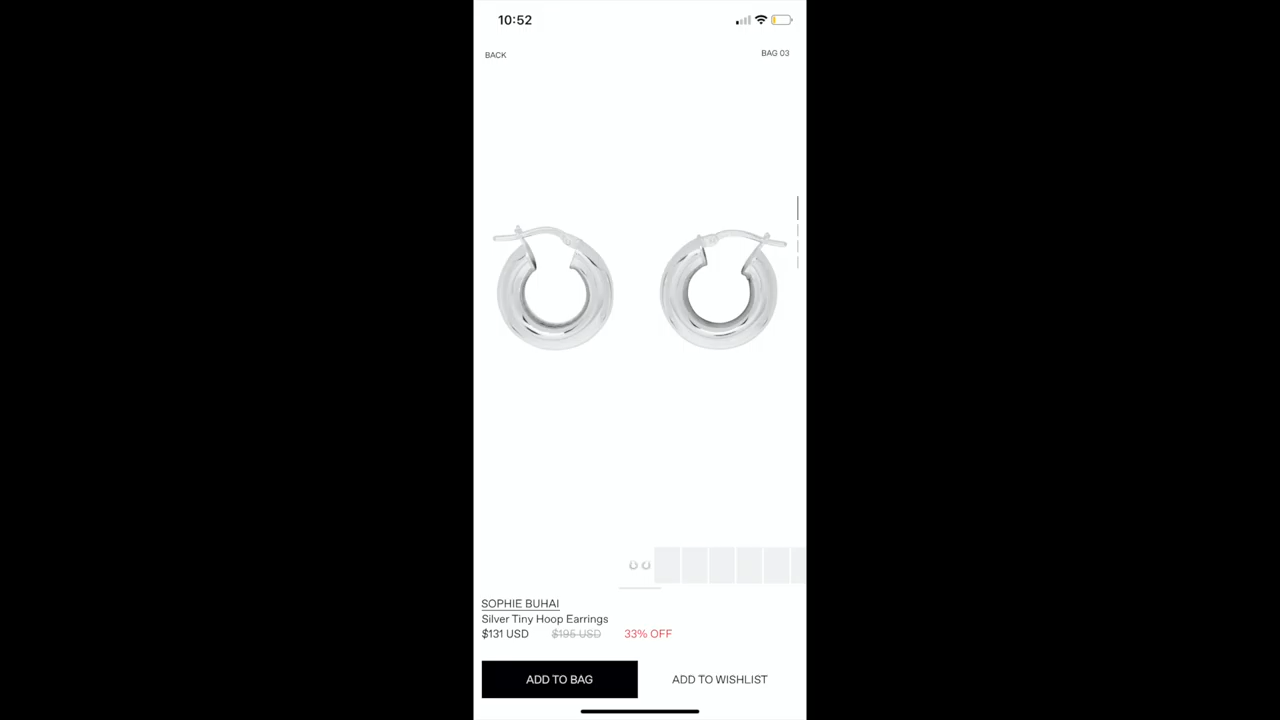 10:52
BACK
BAG 03
SOPHIE BUHAI
Silver Tiny Hoop Earrings
$131 USD $195 USD 33% OFF
ADD TO BAG
ADD TO WISHLIST